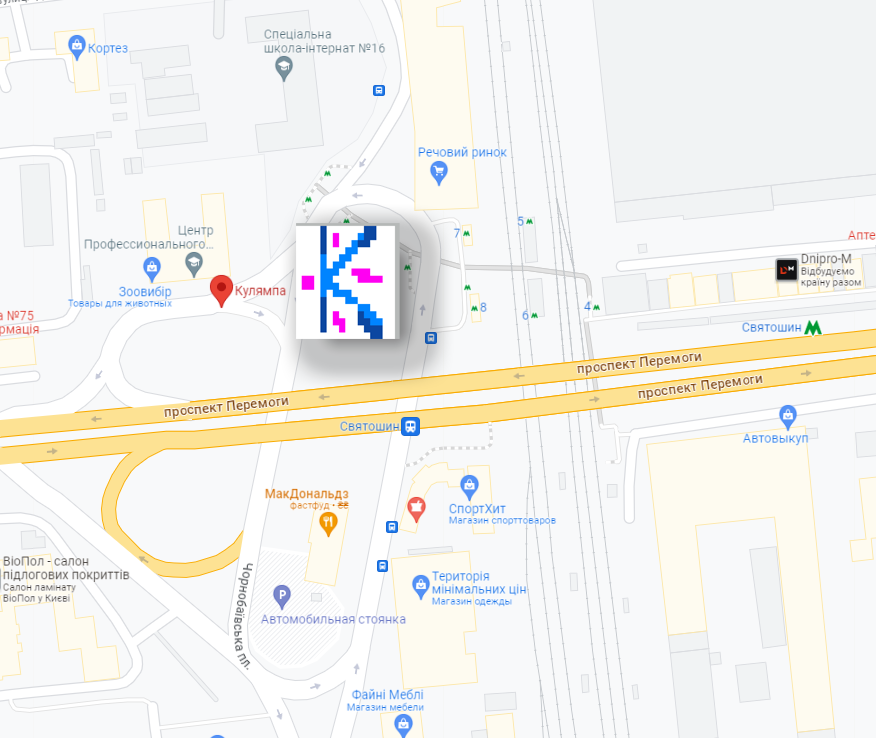 Спеціальна
школа-інтернат №16
Кортез
Речовий ринок
Центр
Профессионального...
Зоовибір
Товары для животных
Кулямпа
а №75
рмація
5
7
8
6
4
Апте
Dnipro-M
Відбудуємо
країну разом
Святошин
проспект Перемоги
проспект Перемоги
проспект Перемоги
Святошин
Автовыкуп
МакДональдз
фастфуд • ₴₴
СпортХит
Магазин спорттоваров
ВіоПол - салон
підлогових покриттів
Салон ламінату
ВіоПол у Києві
Територія
мінімальних цін
Магазин одежды
P
Автомобильная стоянка
Чорнобаївська пл.
Файні Меблі
Магазин мебели